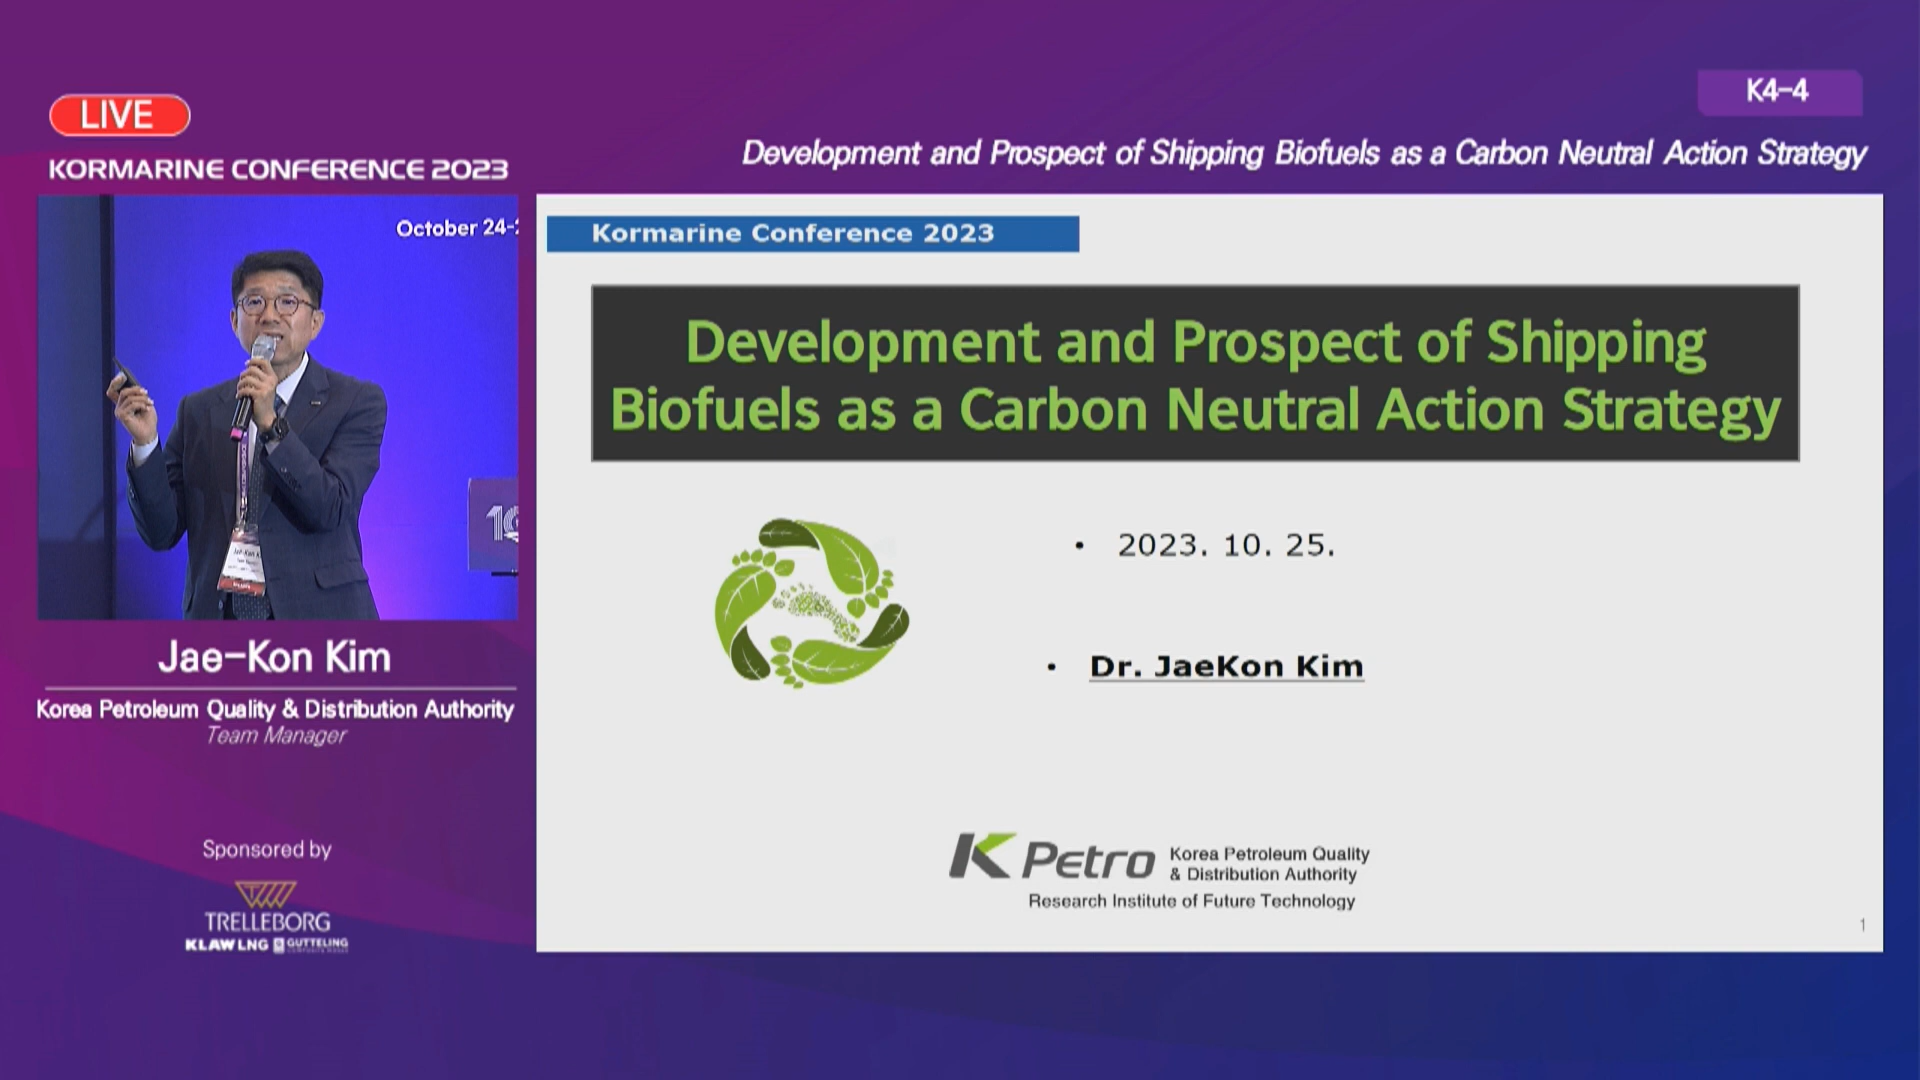 LIVE
KORMARINE CONFERENCE 2023
K4-4
Development and Prospect of Shipping Biofuels as a Carbon Neutral Action Strategy
October 24-
Jae-Kon Kim
Korea Petroleum Quality & Distribution Authority
Team Manager
Sponsored by
TRELLEBORG
KLAW LNG GUTTELING
Kormarine Conference 2023
Development and Prospect of Shipping
Biofuels as a Carbon Neutral Action Strategy
• 2023. 10. 25.
• Dr. JaeKon Kim
K Petro
Korea Petroleum Quality
& Distribution Authority
Research Institute of Future Technology
1